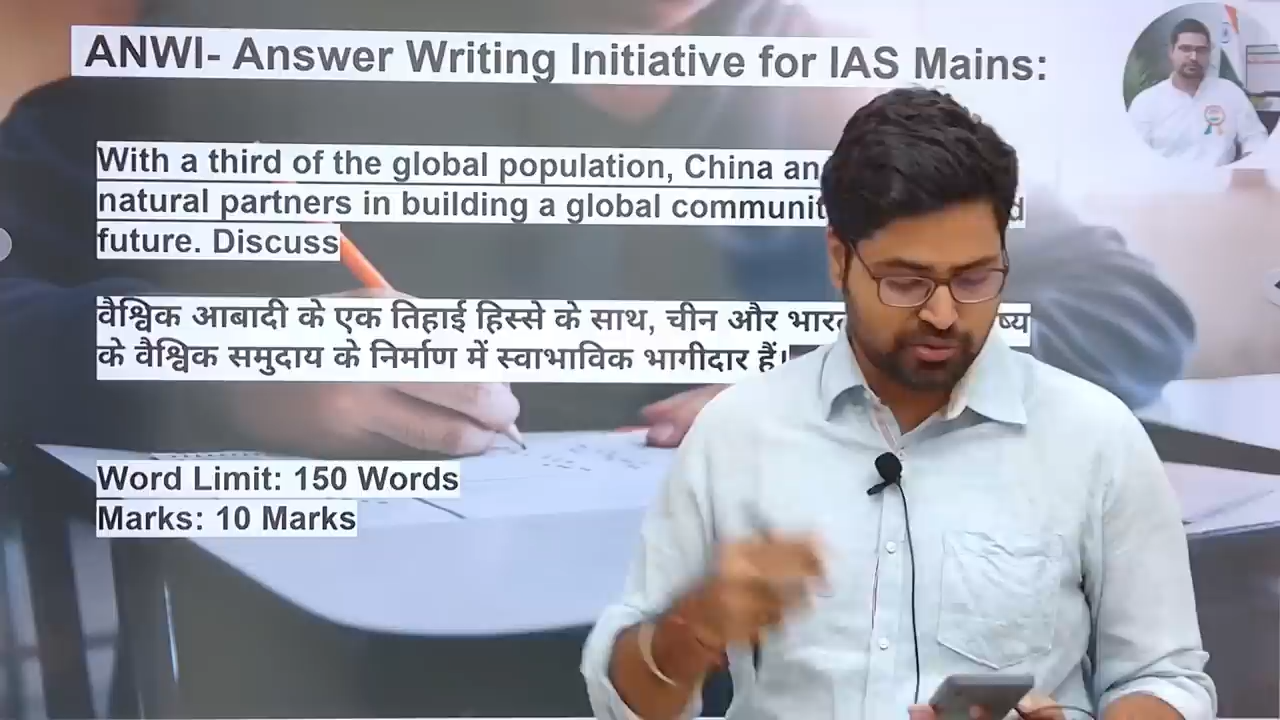 ANWI- Answer Writing Initiative for IAS Mains:
With a third of the global population, China an
natural partners in building a global communit
future. Discuss
वैश्विक आबादी के एक तिहाई हिस्से के साथ, चीन और भारत
के वैश्विक समुदाय के निर्माण में स्वाभाविक भागीदार हैं।
Word Limit: 150 Words
Marks: 10 Marks